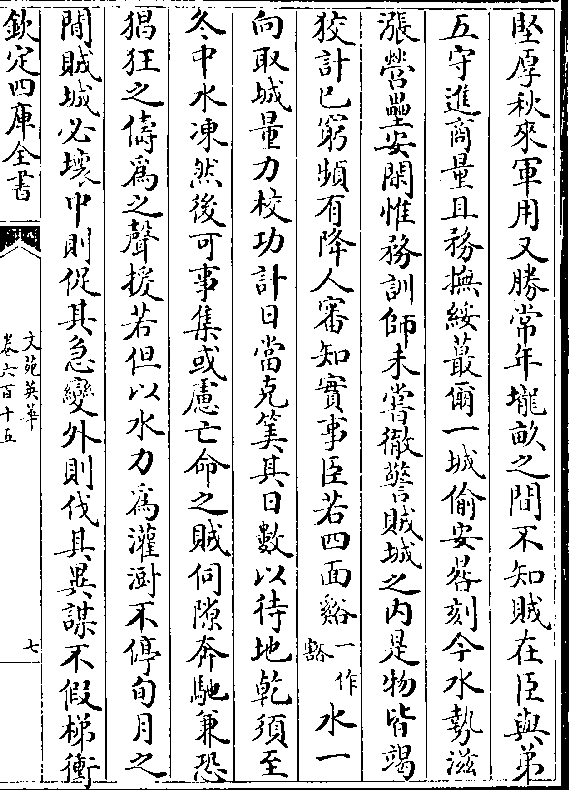 堅厚秋來軍用又勝常年壠畝之間不知賊在臣與弟
五守進商量且務撫綏蕞爾一城偷安晷刻今水勢滋
漲營壘安閑惟務訓師未嘗徹警賊城之内是物皆竭
狡計已窮頻有降人審知實事臣若四面谿一作豁水一
向取城量力校功計日當克筭其日數以待地乾須至
冬中水凍然後可事集或慮亡命之賊伺隙奔馳兼恐
猖狂之儔爲之聲援若但以水力爲灌澍不停旬月之
間賊城必壞中則促其急變外則伐其異謀不假梯衝
欽定四庫全書
文苑英華
卷六百十五
七